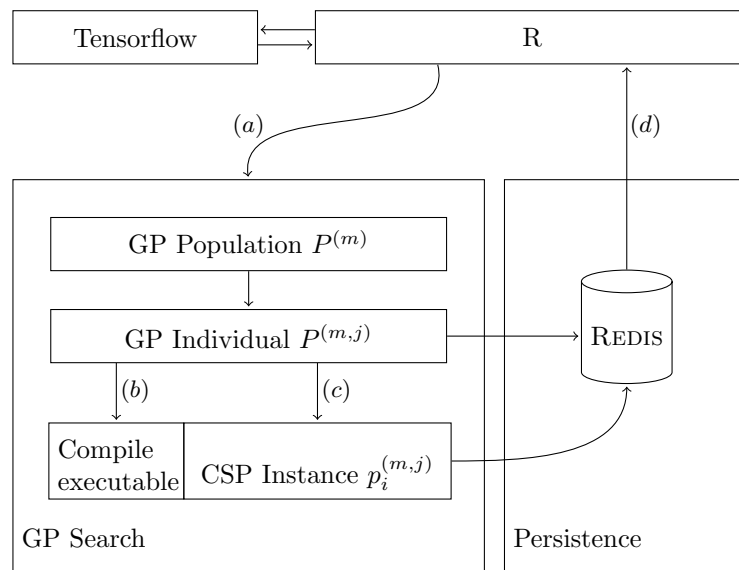 Tensorflow
R
(a)
(d)
GP Population P^(m)
GP Individual P^(m,j)
REDIS
(b)
(c)
Compile
executable
CSP Instance p_i^(m,j)
GP Search
Persistence